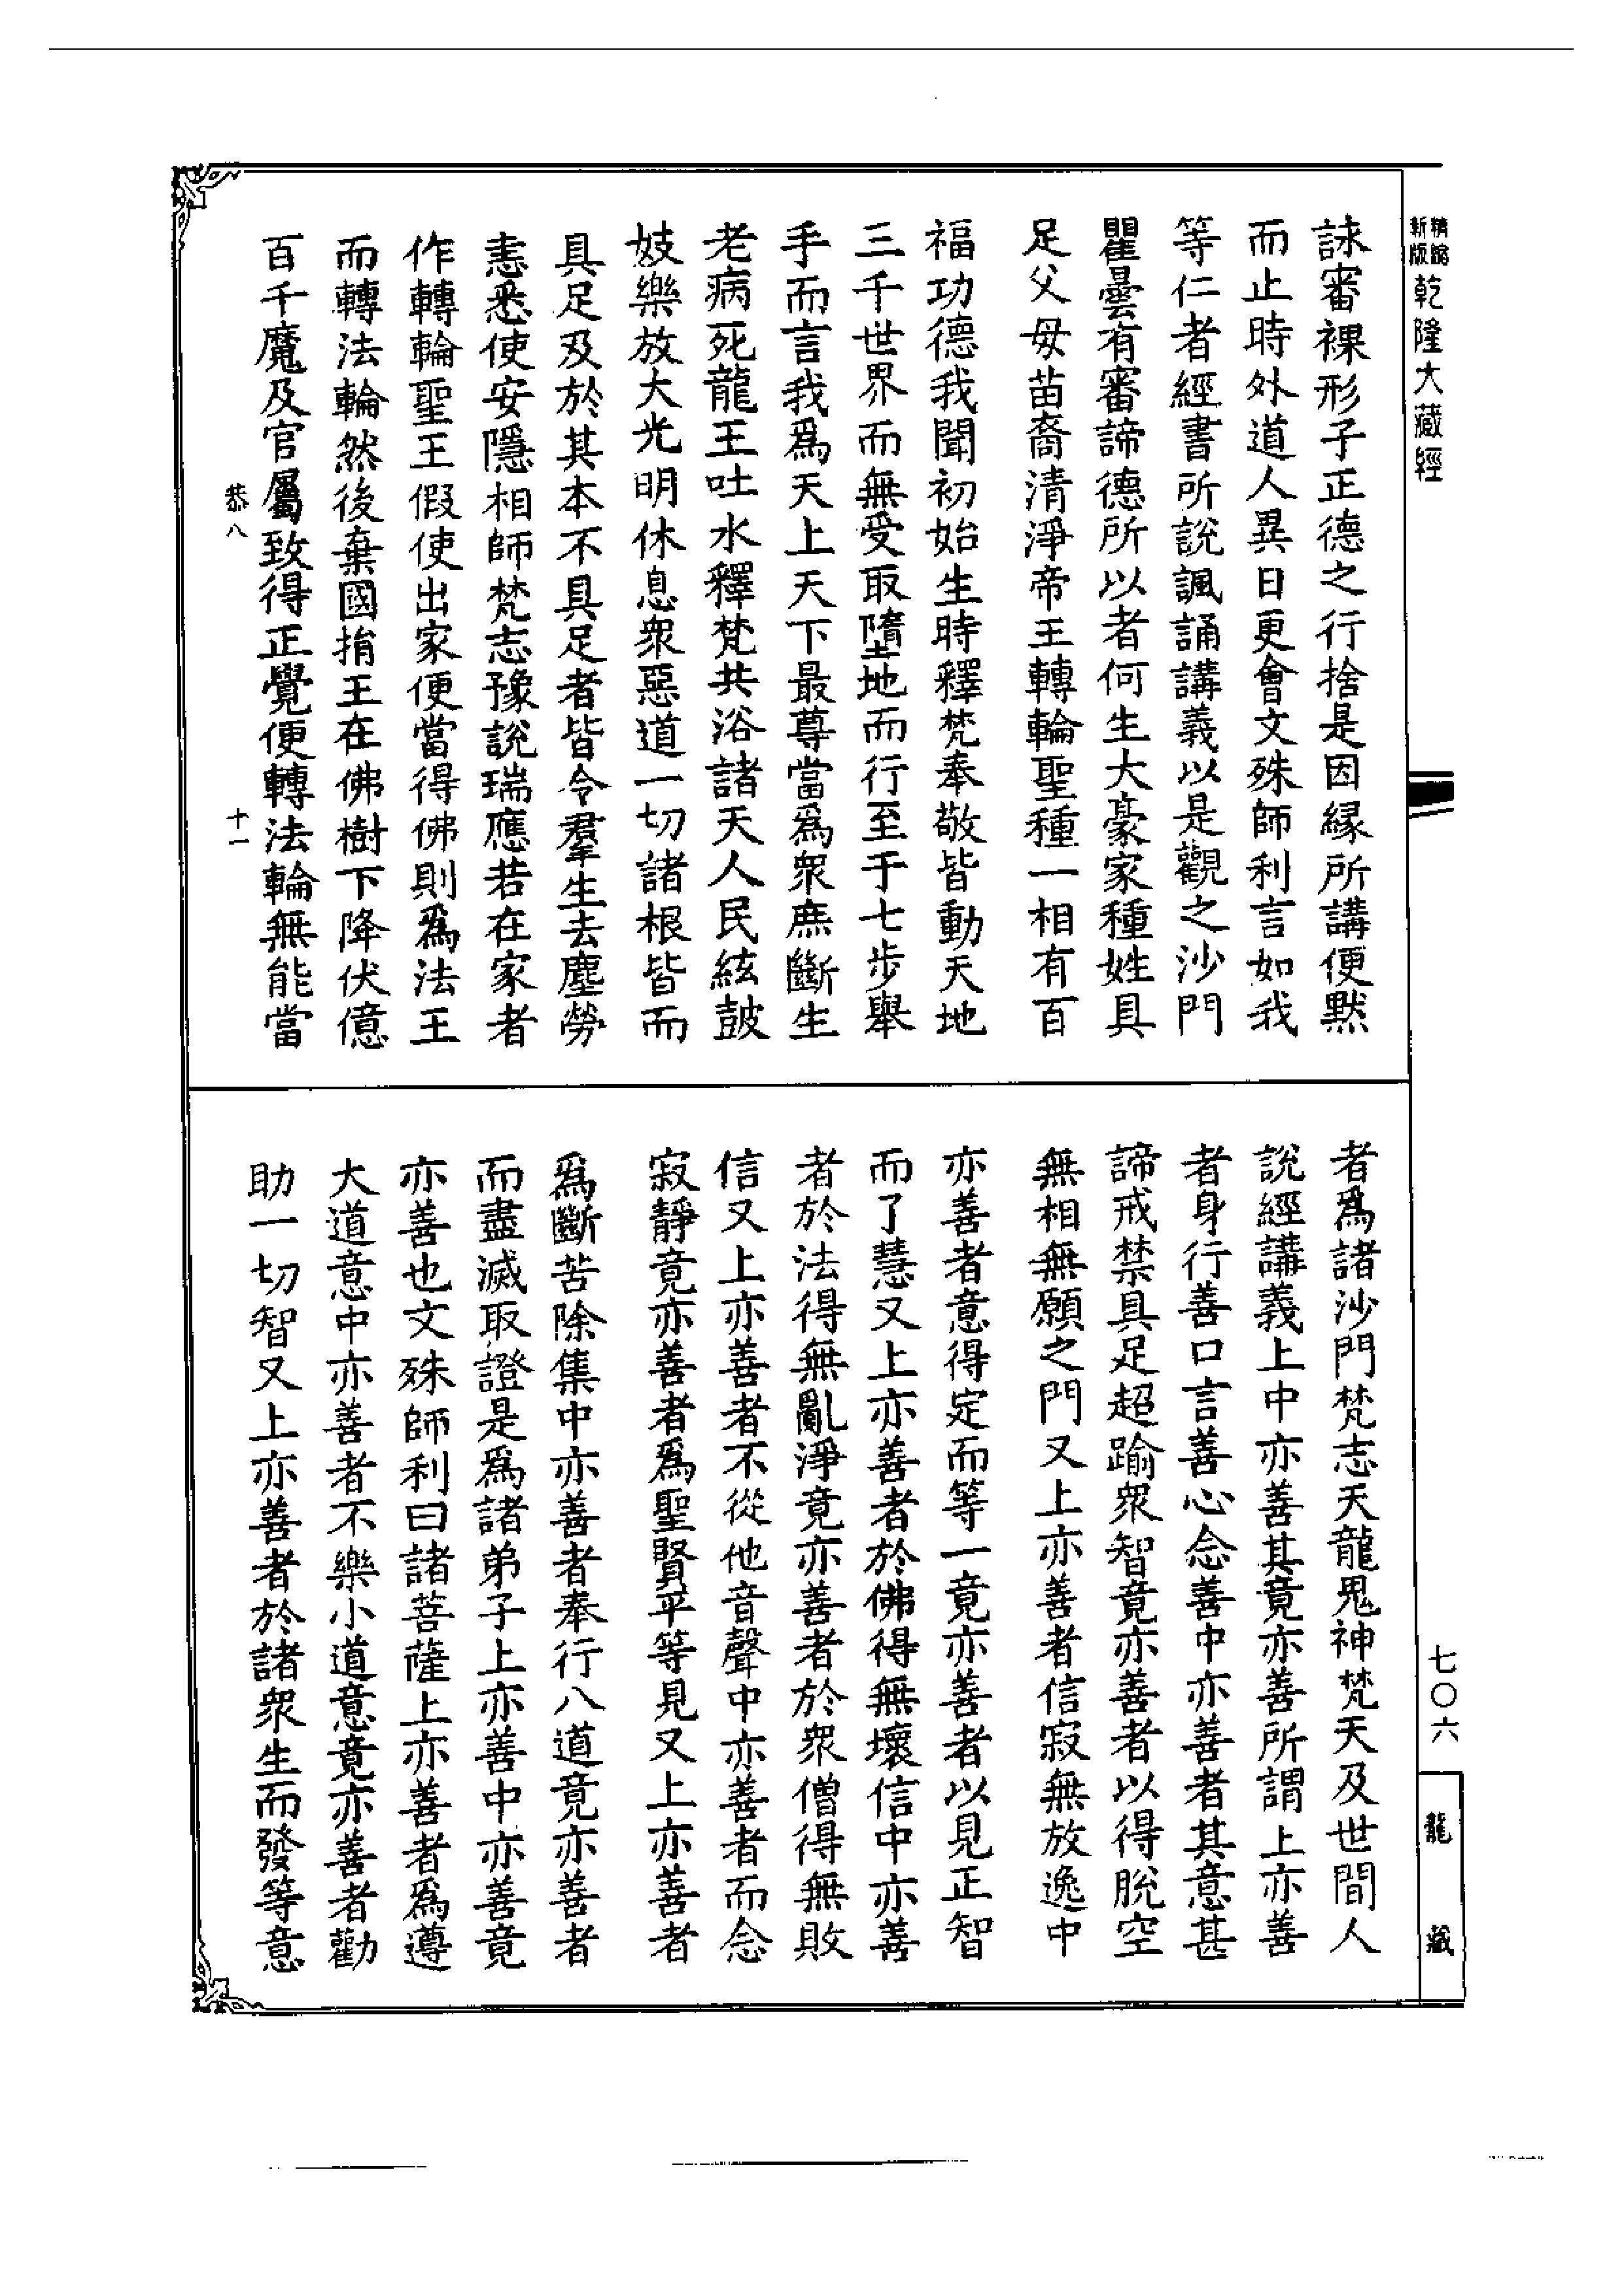 精縮
新版
乾隆大藏經
詠審裸形子正德之行捨是因縁所講便黙
而止時外道人異日更會文殊師利言如我
等仁者經書所說諷誦講義以是觀之沙門
瞿曇有審諦德所以者何生大豪家種姓具
足父母苗裔清淨帝王轉輪聖種一相有百
福功德我聞初始生時釋梵奉敬皆動天地
三千世界而無受取墮地而行至于七步舉
手而言我爲天上天下最尊當爲衆庶斷生
老病死龍王吐水釋梵共浴諸天人民絃鼓
妓樂放大光明休息衆惡道一切諸根皆而
具足及於其本不具足者皆令羣生去塵勞
恚悉使安隱相師梵志豫說瑞應若在家者
作轉輪聖王假使出家便當得佛則爲法王
而轉法輪然後棄國捐王在佛樹下降伏億
百千魔及官屬致得正覺便轉法輪無能當
恭八
十一
者爲諸沙門梵志天龍鬼神梵天及世間人
說經講義上中亦善其竟亦善所謂上亦善
者身行善口言善心念善中亦善者其意甚
諦戒禁具足超踰衆智竟亦善者以得脫空
無相無願之門又上亦善者信寂無放逸中
亦善者意得定而等一竟亦善者以見正智
而了慧又上亦善者於佛得無壞信中亦善
者於法得無亂淨竟亦善者於衆僧得無敗
信又上亦善者不從他音聲中亦善者而念
寂靜竟亦善者爲聖賢平等見又上亦善者
爲斷苦除集中亦善者奉行八道竟亦善者
而盡滅取證是爲諸弟子上亦善中亦善竟
亦善也文殊師利曰諸菩薩上亦善者爲遵
大道意中亦善者不樂小道意竟亦善者勸
助一切智又上亦善者於諸衆生而發等意
七〇六
龍藏